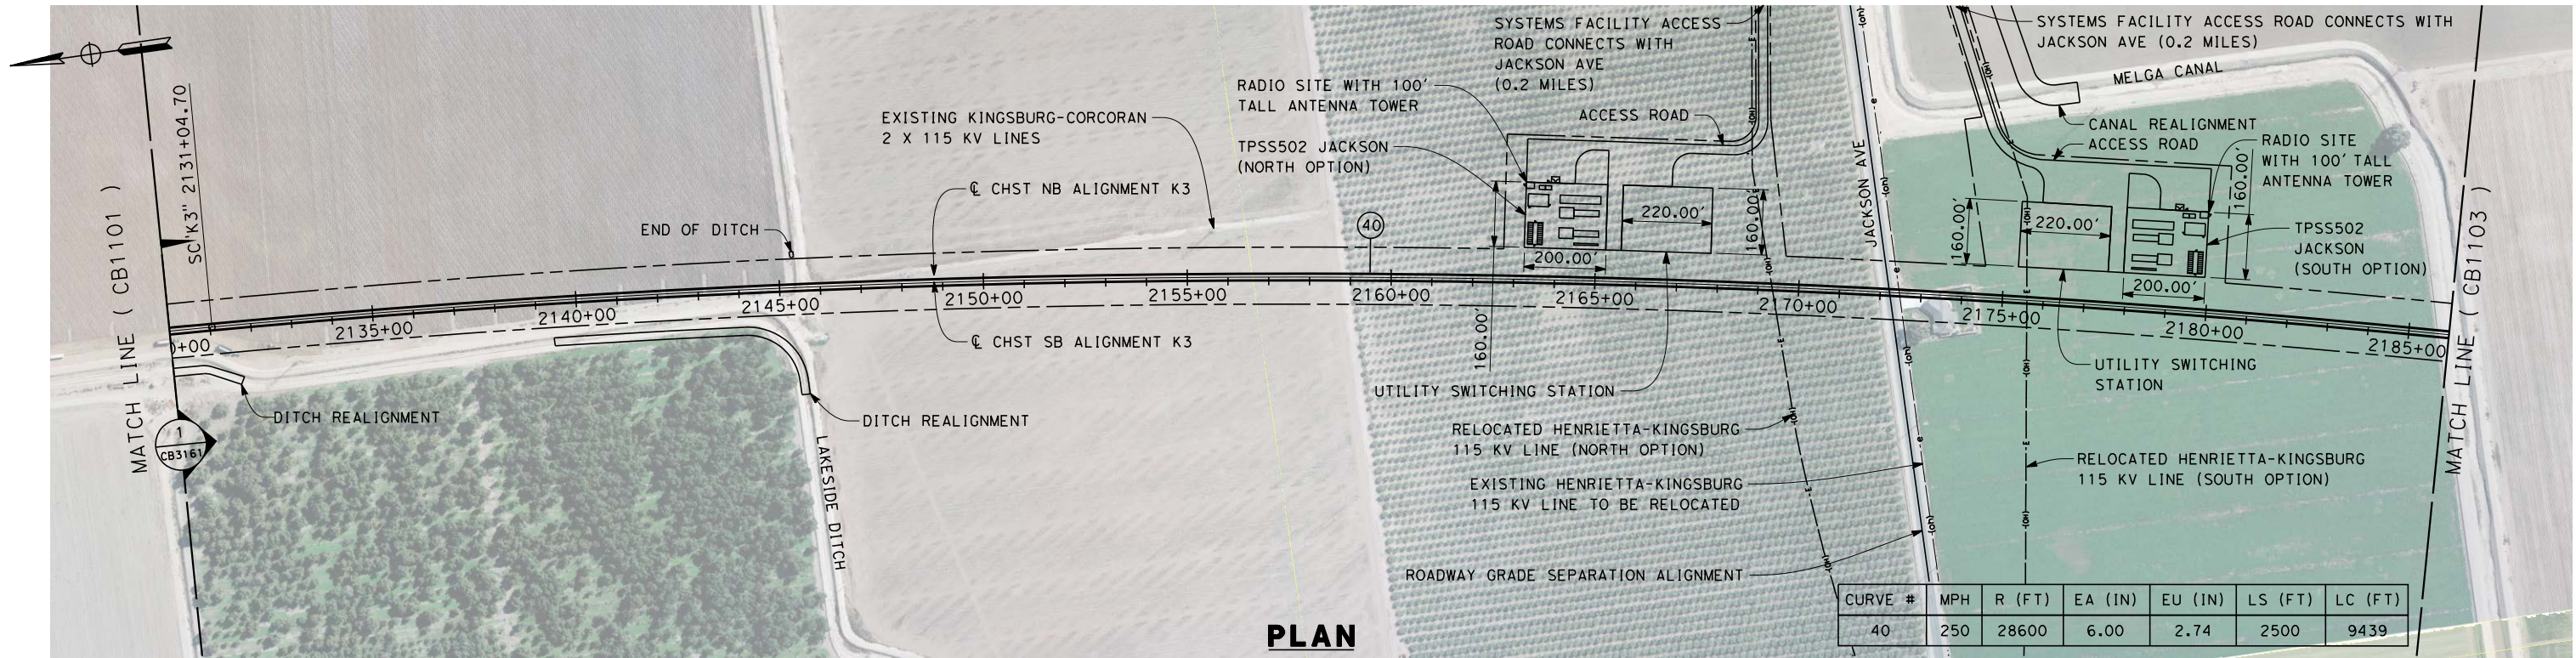 SYSTEMS FACILITY ACCESS
ROAD CONNECTS WITH
JACKSON AVE
(0.2 MILES)
SYSTEMS FACILITY ACCESS ROAD CONNECTS WITH
JACKSON AVE (0.2 MILES)
MELGA CANAL
RADIO SITE WITH 100'
TALL ANTENNA TOWER
EXISTING KINGSBURG-CORCORAN
2 X 115 KV LINES
ACCESS ROAD
TPSS502 JACKSON
(NORTH OPTION)
CANAL REALIGNMENT
ACCESS ROAD
RADIO SITE
WITH 100' TALL
ANTENNA TOWER
MATCH LINE ( CB1101 )
SC "K3" 2131+04.70
℄ CHST NB ALIGNMENT K3
END OF DITCH
40
220.00'
160.00'
200.00'
160.00'
JACKSON AVE
160.00'
220.00'
160.00'
200.00'
TPSS502
JACKSON
(SOUTH OPTION)
MATCH LINE ( CB1103 )
)+00
2135+00
2140+00
2145+00
2150+00
2155+00
2160+00
2165+00
2170+00
2175+00
2180+00
2185+00
℄ CHST SB ALIGNMENT K3
UTILITY SWITCHING STATION
UTILITY SWITCHING
STATION
DITCH REALIGNMENT
DITCH REALIGNMENT
1
CB3161
LAKESIDE DITCH
RELOCATED HENRIETTA-KINGSBURG
115 KV LINE (NORTH OPTION)
EXISTING HENRIETTA-KINGSBURG
115 KV LINE TO BE RELOCATED
RELOCATED HENRIETTA-KINGSBURG
115 KV LINE (SOUTH OPTION)
ROADWAY GRADE SEPARATION ALIGNMENT
PLAN
CURVE # MPH R (FT) EA (IN) EU (IN) LS (FT) LC (FT)
40 250 28600 6.00 2.74 2500 9439